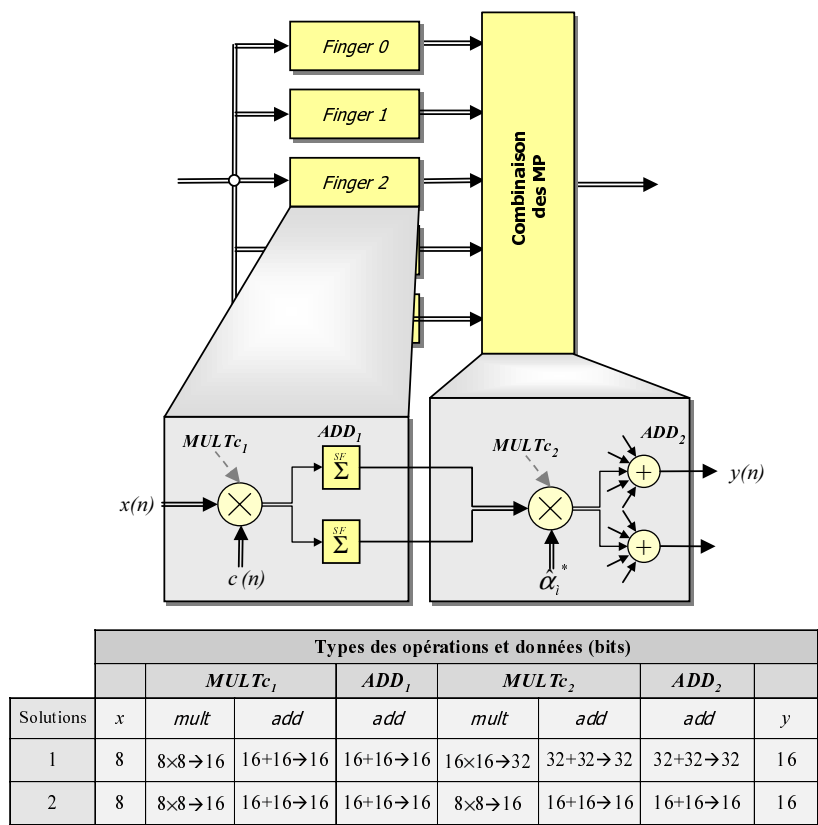 Finger 0
Finger 1
Finger 2
Combinaison
des MP
MULTc1
ADD1
SF
Σ
SF
Σ
x(n)
c (n)
MULTc2
ADD2
y(n)
α̂i*
Types des opérations et données (bits)
MULTc1 ADD1 MULTc2 ADD2
Solutions x mult add add mult add add y
1 8 8×8→16 16+16→16 16+16→16 16×16→32 32+32→32 32+32→32 16
2 8 8×8→16 16+16→16 16+16→16 8×8→16 16+16→16 16+16→16 16